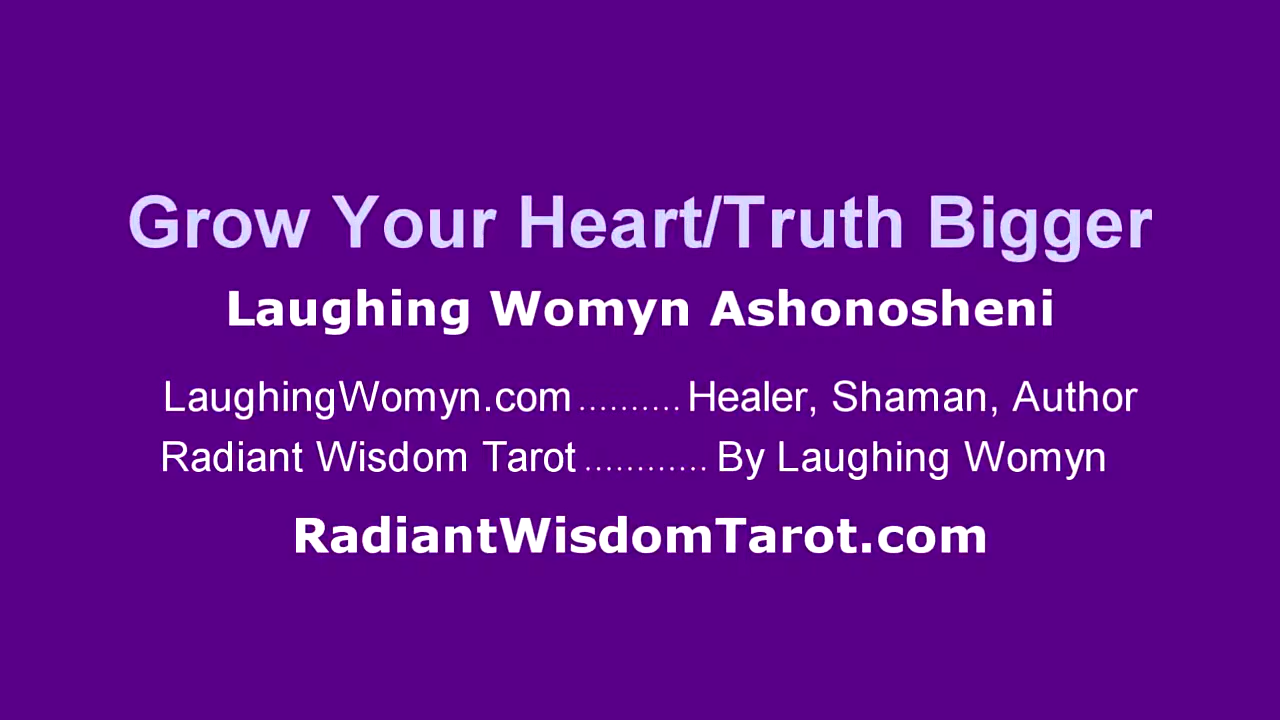 Grow Your Heart/Truth Bigger
Laughing Womyn Ashonosheni
LaughingWomyn.com .......... Healer, Shaman, Author
Radiant Wisdom Tarot ............ By Laughing Womyn
RadiantWisdomTarot.com